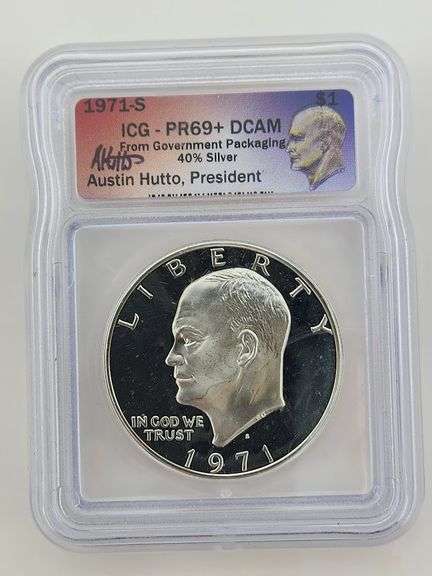 1971-S $1
ICG - PR69+ DCAM
From Government Packaging
40% Silver
Austin Hutto, President
LIBERTY
IN GOD WE
TRUST
S
1971